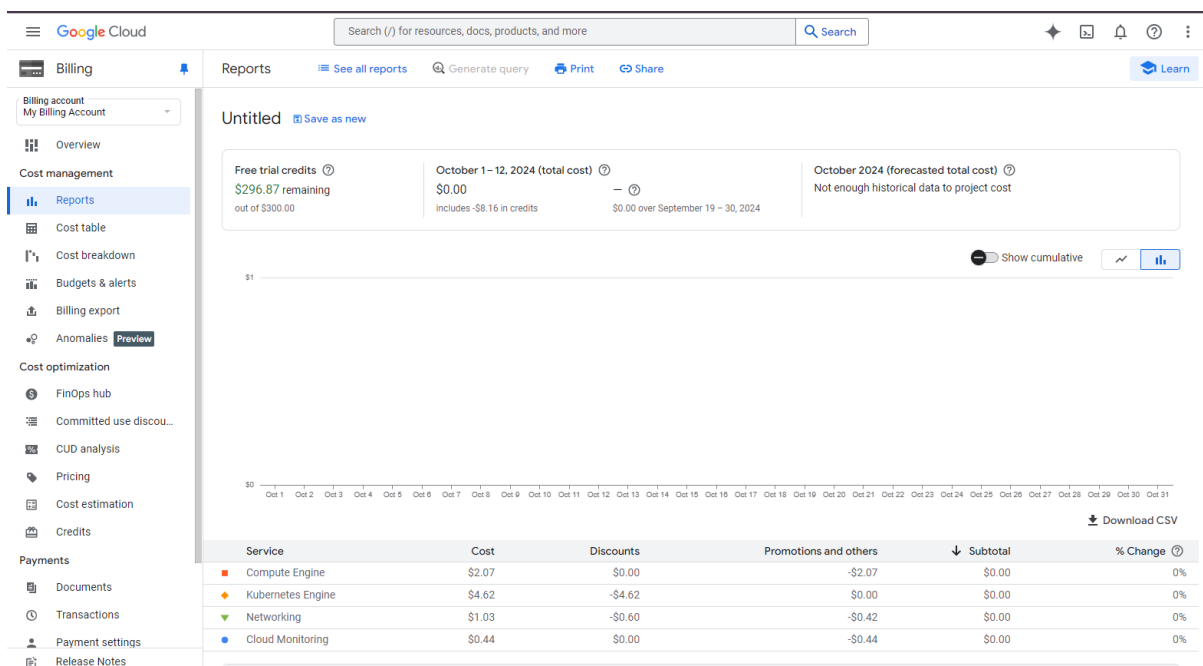 Google Cloud
Search (/) for resources, docs, products, and more
Search
Billing
Reports
See all reports
Generate query
Print
Share
Learn
Billing account
My Billing Account
Overview
Cost management
Reports
Cost table
Cost breakdown
Budgets & alerts
Billing export
Anomalies Preview
Cost optimization
FinOps hub
Committed use discou...
CUD analysis
Pricing
Cost estimation
Credits
Payments
Documents
Transactions
Payment settings
Release Notes
Untitled
Save as new
Free trial credits
$296.87 remaining
out of $300.00
October 1 – 12, 2024 (total cost)
$0.00
includes -$8.16 in credits
—
$0.00 over September 19 – 30, 2024
October 2024 (forecasted total cost)
Not enough historical data to project cost
Show cumulative
$1
$0
Oct 1 Oct 2 Oct 3 Oct 4 Oct 5 Oct 6 Oct 7 Oct 8 Oct 9 Oct 10 Oct 11 Oct 12 Oct 13 Oct 14 Oct 15 Oct 16 Oct 17 Oct 18 Oct 19 Oct 20 Oct 21 Oct 22 Oct 23 Oct 24 Oct 25 Oct 26 Oct 27 Oct 28 Oct 29 Oct 30 Oct 31
Download CSV
Service Cost Discounts Promotions and others Subtotal % Change
Compute Engine $2.07 $0.00 -$2.07 $0.00 0%
Kubernetes Engine $4.62 -$4.62 $0.00 $0.00 0%
Networking $1.03 -$0.60 -$0.42 $0.00 0%
Cloud Monitoring $0.44 $0.00 -$0.44 $0.00 0%